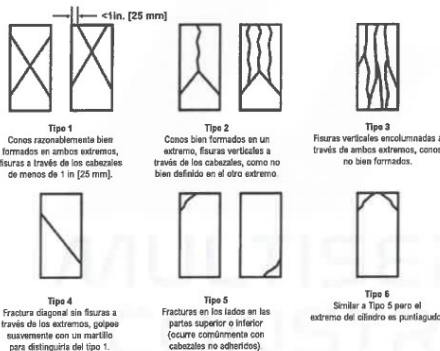 <1in. [25 mm]
Tipo 1
Conos razonablemente bien
formados en ambos extremos,
fisuras a través de los cabezales
de menos de 1 in [25 mm].
Tipo 2
Conos bien formados en un
extremo, fisuras verticales a
través de los cabezales, como no
bien definido en el otro extremo.
Tipo 3
Fisuras verticales encolumnadas a
través de ambos extremos, conos
no bien formados.
Tipo 4
Fractura diagonal sin fisuras a
través de los extremos, golpee
suavemente con un martillo
para distinguirla del tipo 1.
Tipo 5
Fracturas en los lados en las
partes superior o inferior
(ocurre comúnmente con
cabezales no adheridos).
Tipo 6
Similar a Tipo 5 pero el
extremo del cilindro es puntiagudo